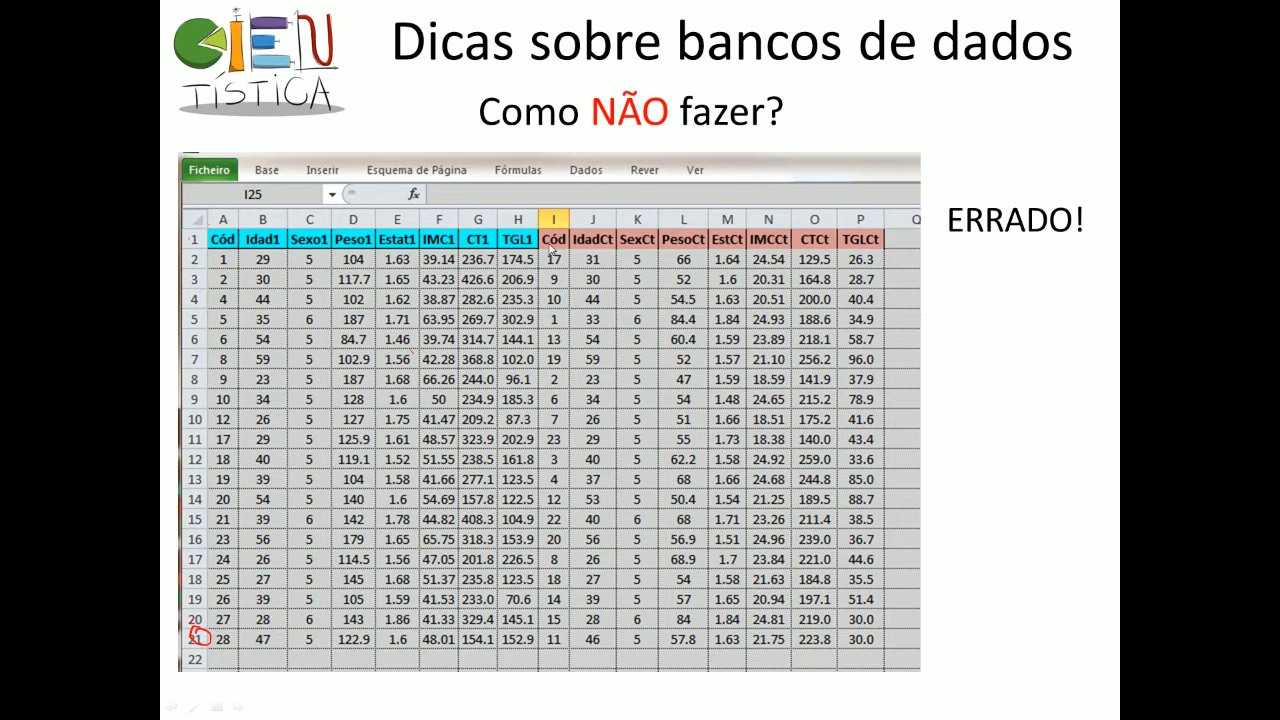 CIEN
TÍSTICA
Dicas sobre bancos de dados
Como NÃO fazer?
Ficheiro Base Inserir Esquema de Página Fórmulas Dados Rever Ver
I25 fx
A B C D E F G H I J K L M N O P Q
1 Cód Idad1 Sexo1 Peso1 Estat1 IMC1 CT1 TGL1 Cód IdadCt SexCt PesoCt EstCt IMCCt CTCt TGLCt
2 1 29 5 104 1.63 39.14 236.7 174.5 17 31 5 66 1.64 24.54 129.5 26.3
3 2 30 5 117.7 1.65 43.23 426.6 206.9 9 30 5 52 1.6 20.31 164.8 28.7
4 4 44 5 102 1.62 38.87 282.6 235.3 10 44 5 54.5 1.63 20.51 200.0 40.4
5 5 35 6 187 1.71 63.95 269.7 302.9 1 33 6 84.4 1.84 24.93 188.6 34.9
6 6 54 5 84.7 1.46 39.74 314.7 144.1 13 54 5 60.4 1.59 23.89 218.1 58.7
7 8 59 5 102.9 1.56 42.28 368.8 102.0 19 59 5 52 1.57 21.10 256.2 96.0
8 9 23 5 187 1.68 66.26 244.0 96.1 2 23 5 47 1.59 18.59 141.9 37.9
9 10 34 5 128 1.6 50 234.9 185.3 6 34 5 54 1.48 24.65 215.2 78.9
10 12 26 5 127 1.75 41.47 209.2 87.3 7 26 5 51 1.66 18.51 175.2 41.6
11 17 29 5 125.9 1.61 48.57 323.9 202.9 23 29 5 55 1.73 18.38 140.0 43.4
12 18 40 5 119.1 1.52 51.55 238.5 161.8 3 40 5 62.2 1.58 24.92 259.0 33.6
13 19 39 5 104 1.58 41.66 277.1 123.5 4 37 5 68 1.66 24.68 244.8 85.0
14 20 54 5 140 1.6 54.69 157.8 122.5 12 53 5 50.4 1.54 21.25 189.5 88.7
15 21 39 6 142 1.78 44.82 408.3 104.9 22 40 6 68 1.71 23.26 211.4 38.5
16 23 56 5 179 1.65 65.75 318.3 153.9 20 56 5 56.9 1.51 24.96 239.0 36.7
17 24 26 5 114.5 1.56 47.05 201.8 226.5 8 26 5 68.9 1.7 23.84 221.0 44.6
18 25 27 5 145 1.68 51.37 235.8 123.5 18 27 5 54 1.58 21.63 184.8 35.5
19 26 39 5 105 1.59 41.53 233.0 70.6 14 39 5 57 1.65 20.94 197.1 51.4
20 27 28 6 143 1.86 41.33 329.4 145.1 15 28 6 84 1.84 24.81 219.0 30.0
21 28 47 5 122.9 1.6 48.01 154.1 152.9 11 46 5 57.8 1.63 21.75 223.8 30.0
22
ERRADO!